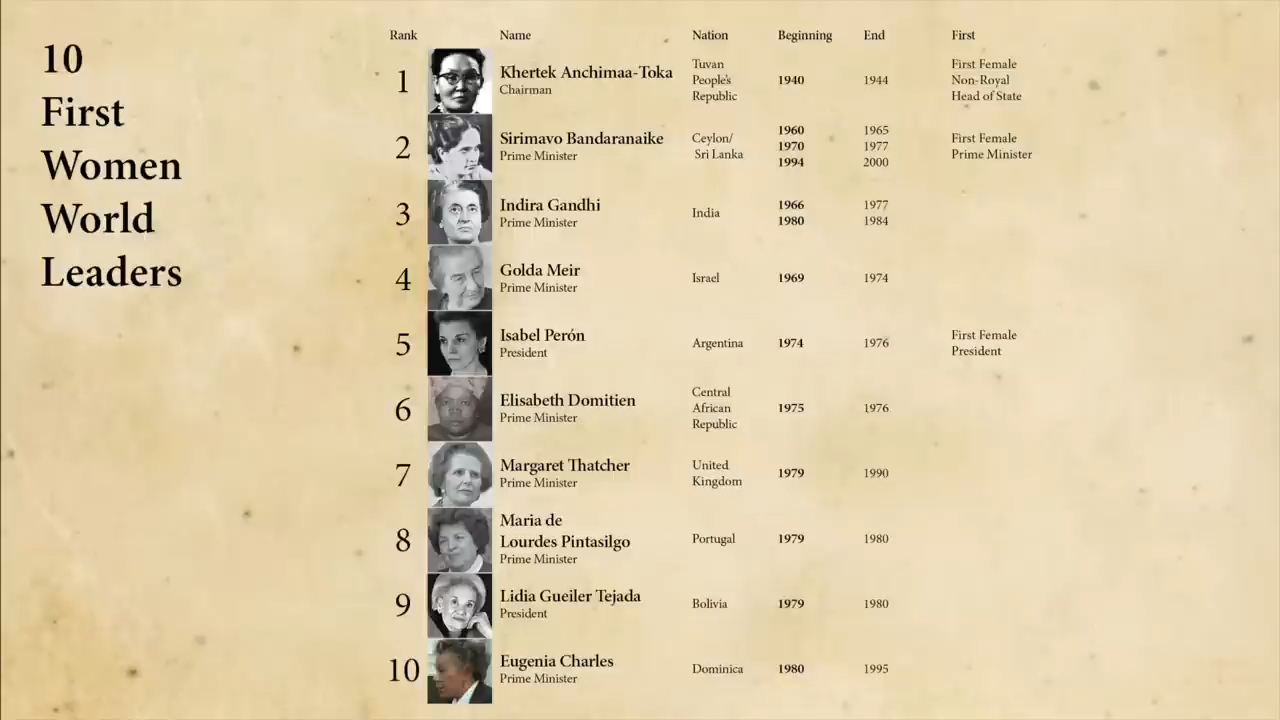 10
First
Women
World
Leaders
Rank Name Nation Beginning End First
1 Khertek Anchimaa-Toka Chairman Tuvan People's Republic 1940 1944 First Female Non-Royal Head of State
2 Sirimavo Bandaranaike Prime Minister Ceylon/ Sri Lanka 1960 1965 1970 1977 1994 2000 First Female Prime Minister
3 Indira Gandhi Prime Minister India 1966 1977 1980 1984
4 Golda Meir Prime Minister Israel 1969 1974
5 Isabel Perón President Argentina 1974 1976 First Female President
6 Elisabeth Domitien Prime Minister Central African Republic 1975 1976
7 Margaret Thatcher Prime Minister United Kingdom 1979 1990
8 Maria de Lourdes Pintasilgo Prime Minister Portugal 1979 1980
9 Lidia Gueiler Tejada President Bolivia 1979 1980
10 Eugenia Charles Prime Minister Dominica 1980 1995